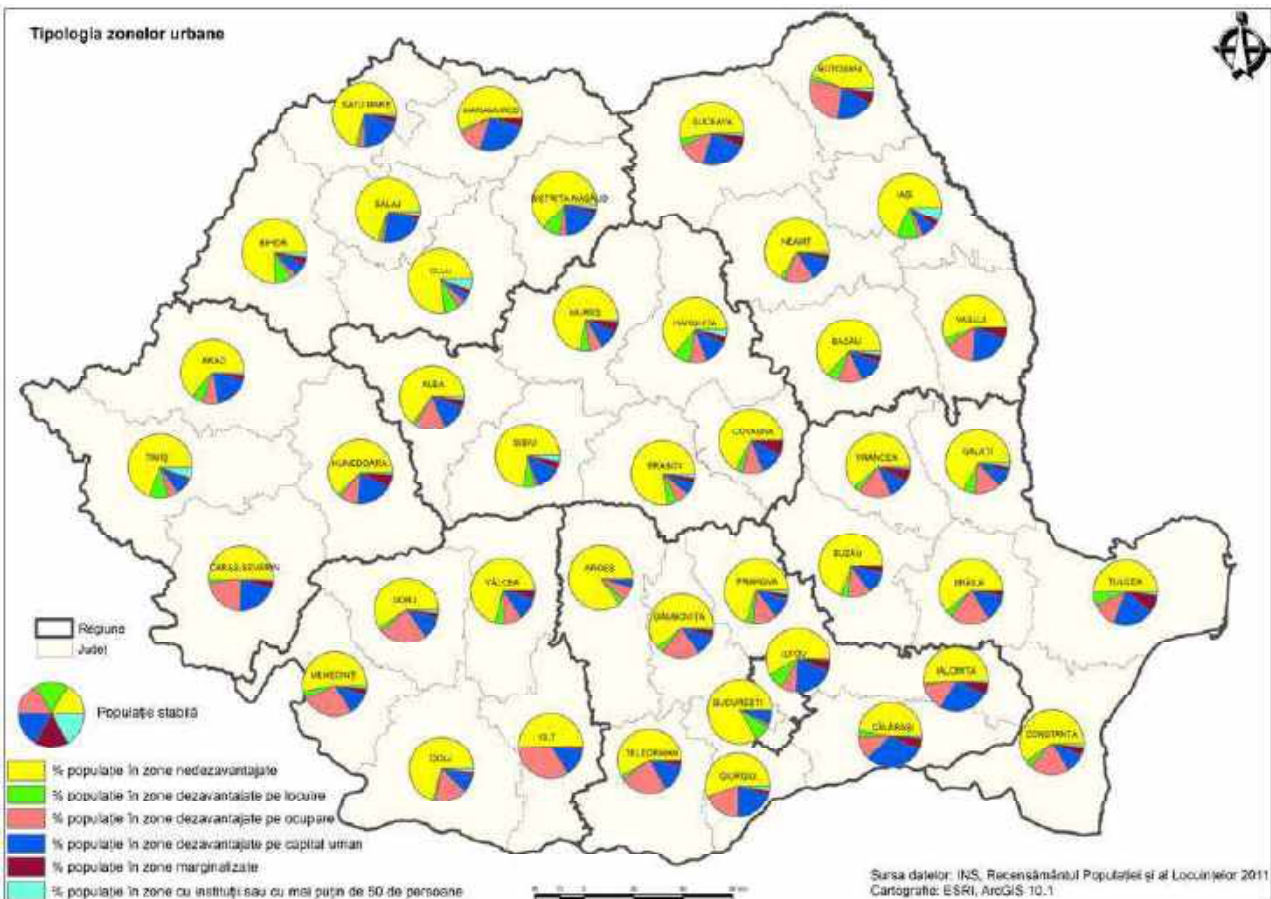 Tipologia zonelor urbane
BOTOȘANI
SATU MARE
MARAMUREȘ
SUCEAVA
IAȘI
BISTRIȚA-NĂSĂUD
SĂLAJ
BIHOR
NEAMȚ
CLUJ
MUREȘ
HARGHITA
VASLUI
BACĂU
ARAD
ALBA
TIMIȘ
HUNEDOARA
SIBIU
BRAȘOV
COVASNA
VRANCEA
GALAȚI
CARAȘ-SEVERIN
GORJ
VÂLCEA
ARGEȘ
PRAHOVA
BUZĂU
BRĂILA
TULCEA
DÂMBOVIȚA
ILFOV
IALOMIȚA
MEHEDINȚI
BUCUREȘTI
CĂLĂRAȘI
CONSTANȚA
DOLJ
OLT
TELEORMAN
GIURGIU
Regiune
Județ
Populație stabilă
% populație în zone nedezavantajate
% populație în zone dezavantajate pe locuire
% populație în zone dezavantajate pe ocupare
% populație în zone dezavantajate pe capital uman
% populație în zone marginalizate
% populație în zone cu instituții sau cu mai puțin de 50 de persoane
Sursa datelor: INS, Recensământul Populației și al Locuințelor 2011
Cartografie: ESRI, ArcGIS 10.1